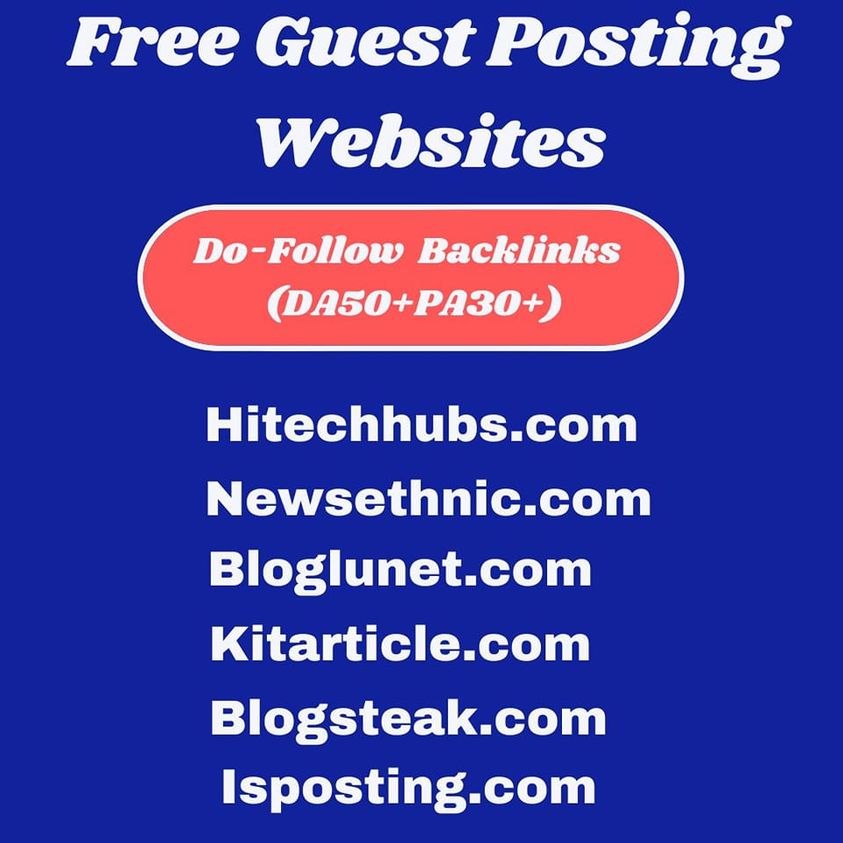 Free Guest Posting
Websites
Do-Follow Backlinks
(DA50+PA30+)
Hitechhubs.com
Newsethnic.com
Bloglunet.com
Kitarticle.com
Blogsteak.com
Isposting.com